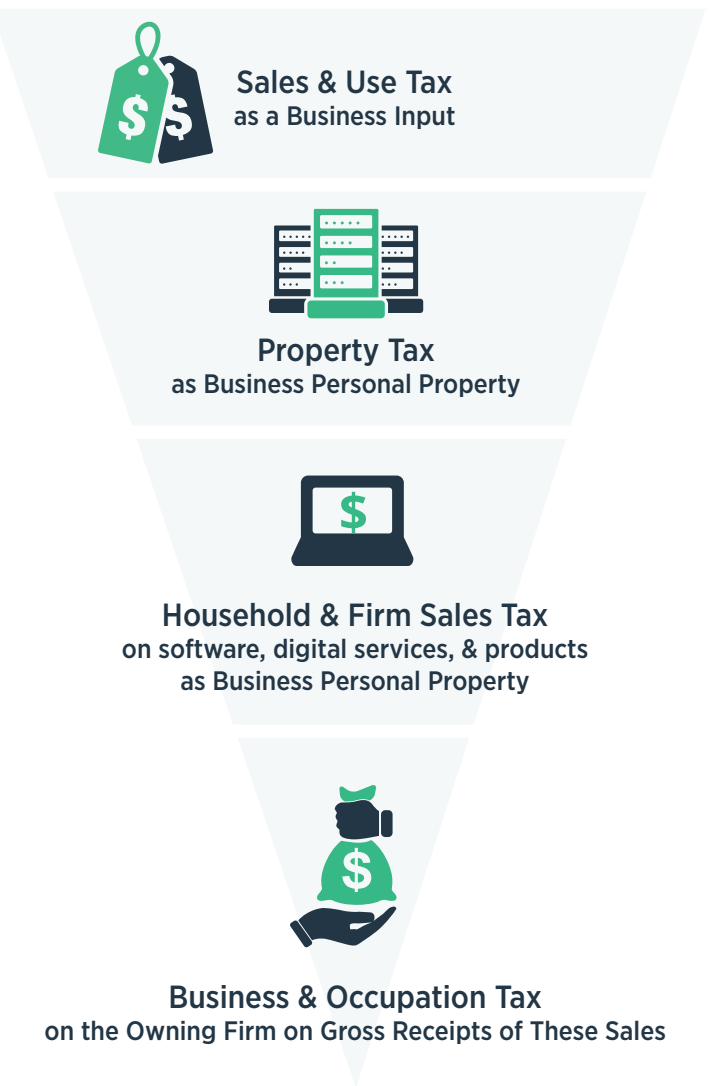 $ $
Sales & Use Tax
as a Business Input
Property Tax
as Business Personal Property
$
Household & Firm Sales Tax
on software, digital services, & products
as Business Personal Property
$
Business & Occupation Tax
on the Owning Firm on Gross Receipts of These Sales